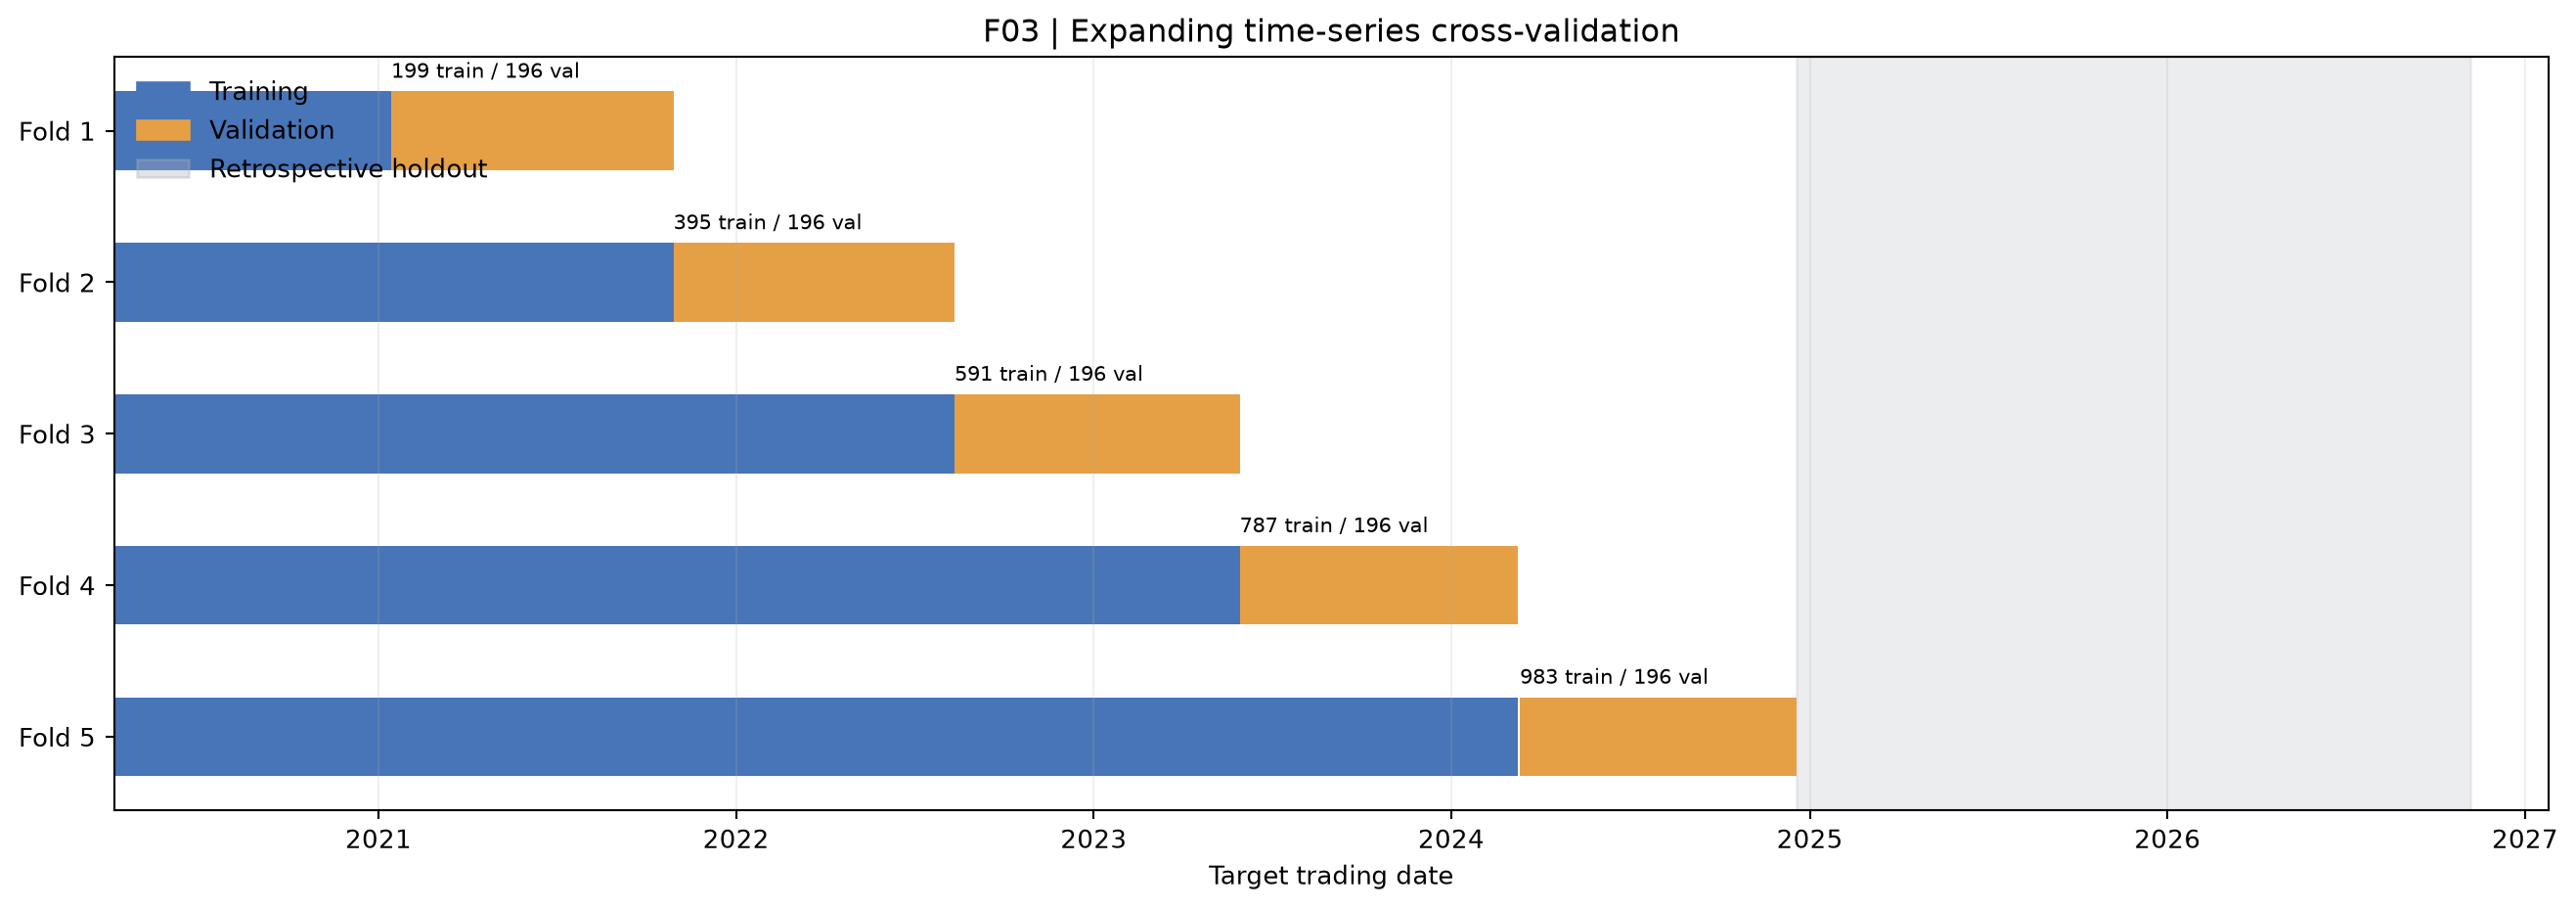 F03 | Expanding time-series cross-validation
199 train / 196 val
Training
Fold 1
Validation
Retrospective holdout
395 train / 196 val
Fold 2
591 train / 196 val
Fold 3
787 train / 196 val
Fold 4
983 train / 196 val
Fold 5
2021 2022 2023 2024 2025 2026 2027
Target trading date